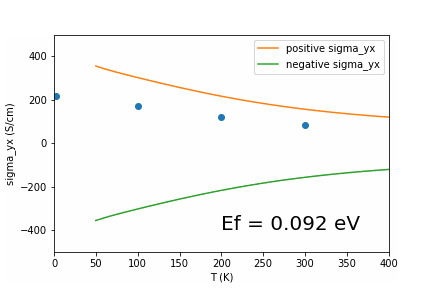 positive sigma_yx
negative sigma_yx
400
200
0
−200
−400
sigma_yx (S/cm)
Ef = 0.092 eV
0 50 100 150 200 250 300 350 400
T (K)